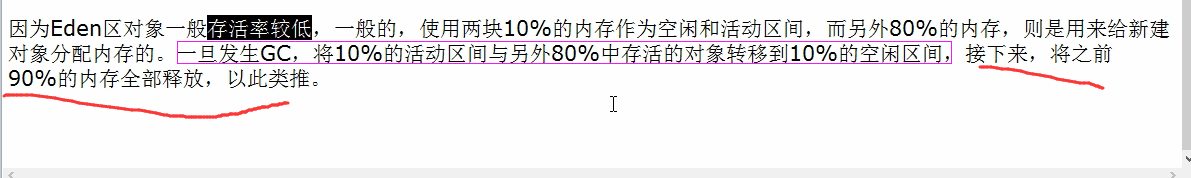 因为Eden区对象一般存活率较低，一般的，使用两块10%的内存作为空闲和活动区间，而另外80%的内存，则是用来给新建
对象分配内存的。一旦发生GC，将10%的活动区间与另外80%中存活的对象转移到10%的空闲区间，接下来，将之前
90%的内存全部释放，以此类推。